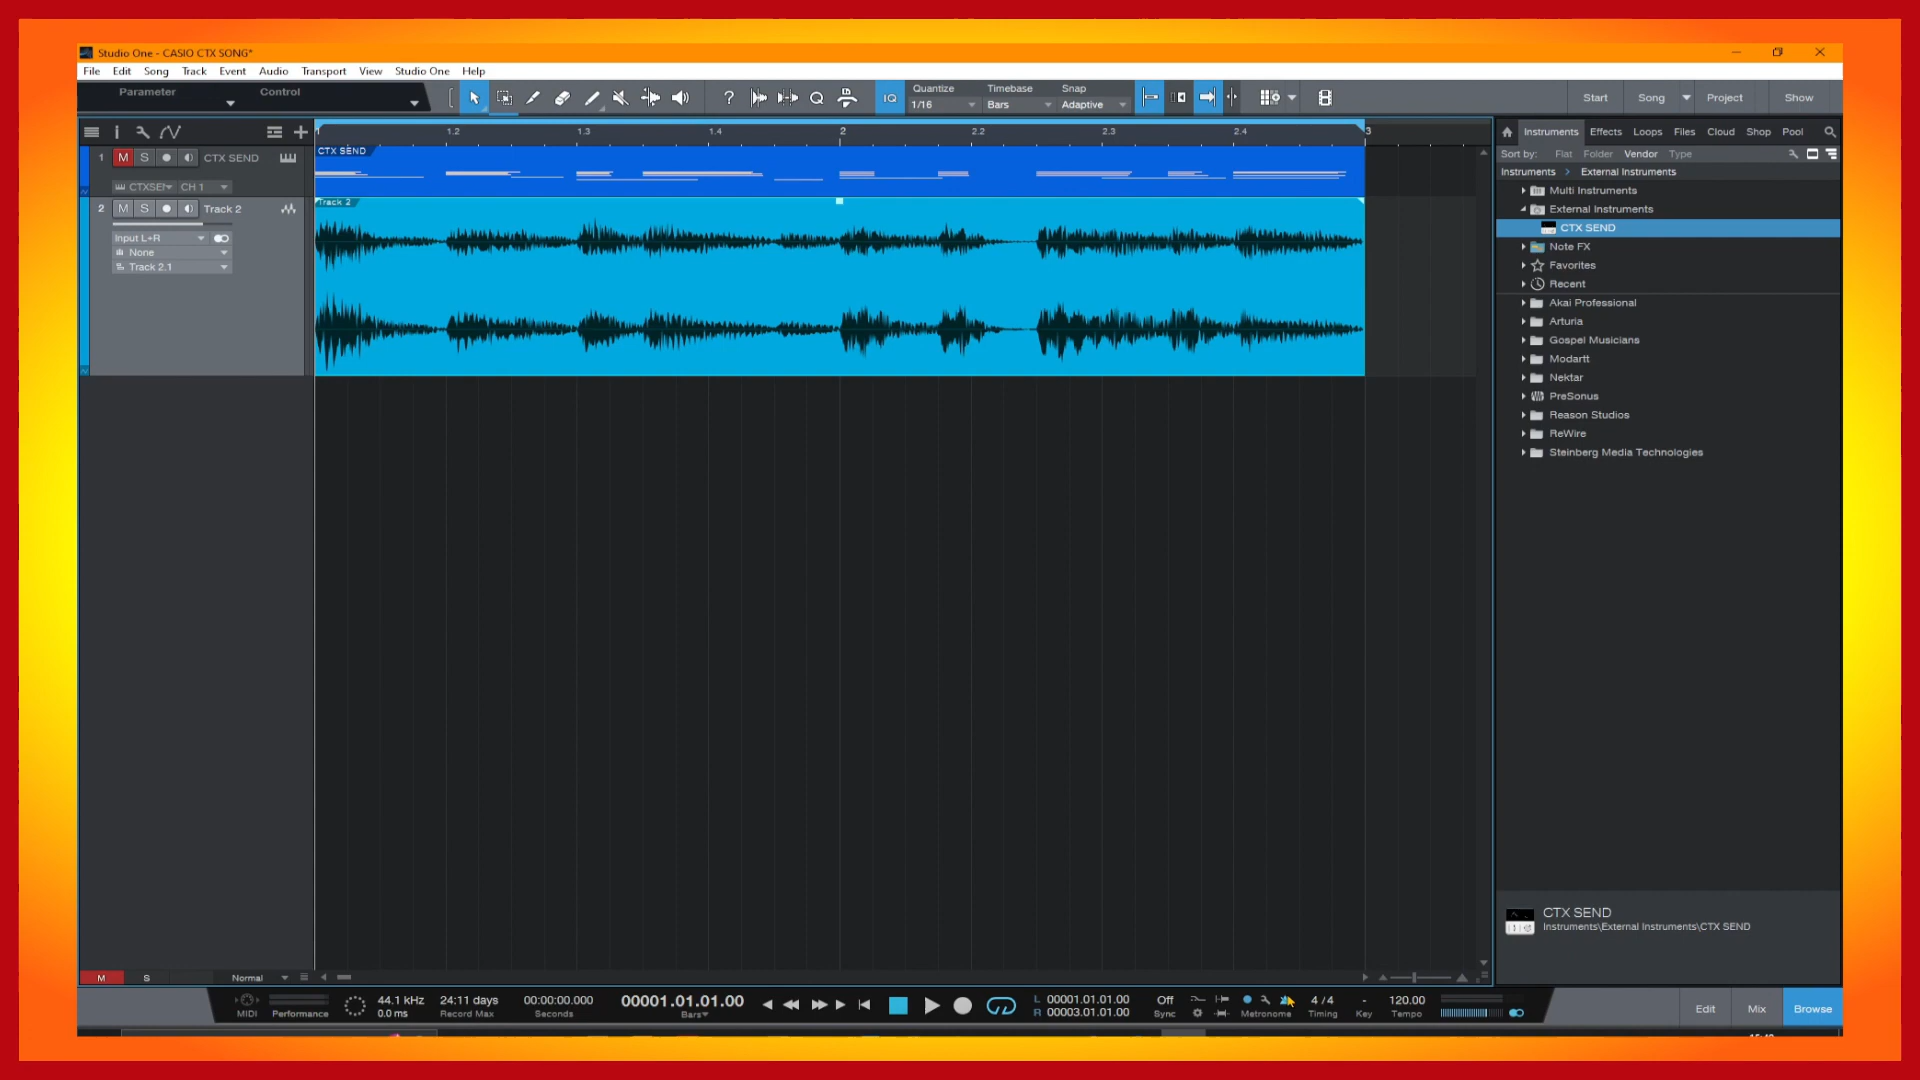 Studio One - CASIO CTX SONG*
File Edit Song Track Event Audio Transport View Studio One Help
Parameter Control
IQ
Quantize Timebase Snap
1/16 Bars Adaptive
Start Song Project Show
1.2 1.3 1.4 2 2.2 2.3 2.4 3
Instruments Effects Loops Files Cloud Shop Pool
Sort by: Flat Folder Vendor Type
Instruments > External Instruments
1 M S CTX SEND
CH 1
CTX SEND
2 M S Track 2
Track 2
Input L+R
None
Track 2.1
Multi Instruments
External Instruments
CTX SEND
Note FX
Favorites
Recent
Akai Professional
Arturia
Gospel Musicians
Modartt
Nektar
PreSonus
Reason Studios
ReWire
Steinberg Media Technologies
CTX SEND
Instruments\External Instruments\CTX SEND
M S Normal
MIDI Performance
44.1 kHz
0.0 ms
24:11 days
Record Max
00:00:00.000
Seconds
00001.01.01.00
Bars
L 00001.01.01.00
R 00003.01.01.00
Off
Sync
Metronome
4 / 4
Timing
-
Key
120.00
Tempo
Edit Mix Browse